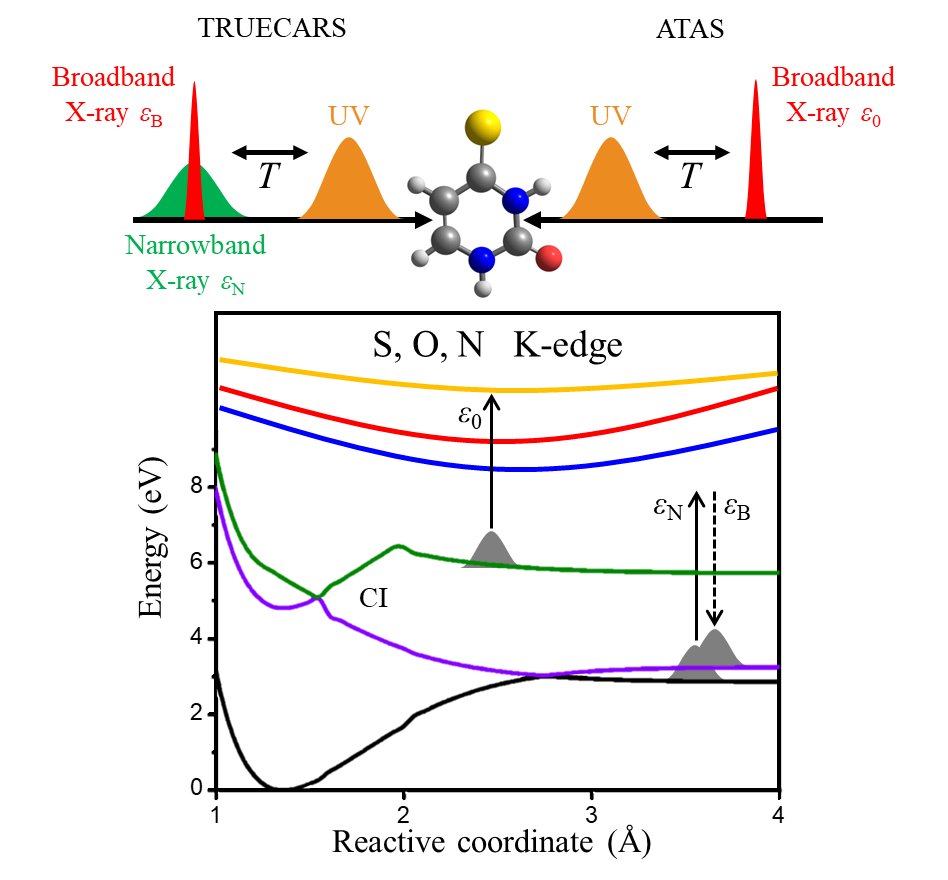 TRUECARS
ATAS
Broadband
X-ray εB
UV
UV
Broadband
X-ray ε0
T
T
Narrowband
X-ray εN
S, O, N K-edge
ε0
εN
εB
CI
Energy (eV)
8
6
4
2
0
1
2
3
4
Reactive coordinate (Å)